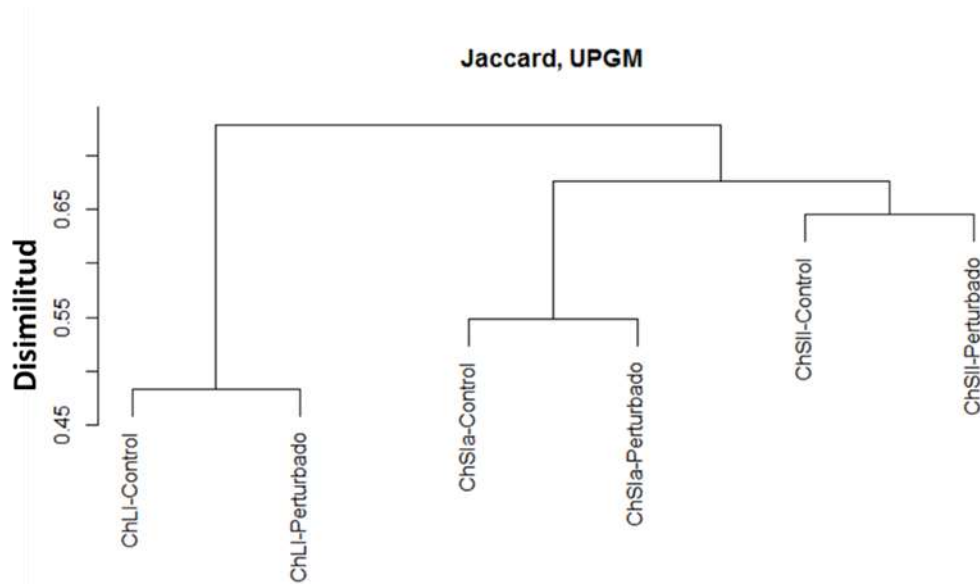 Jaccard, UPGM
Disimilitud
0.65
0.55
0.45
ChLI-Control
ChLI-Perturbado
ChSIa-Control
ChSIa-Perturbado
ChSII-Control
ChSII-Perturbado